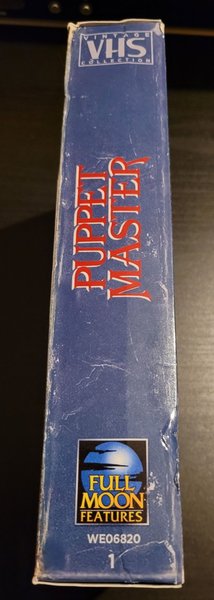 VINTAGE
VHS
COLLECTION
PUPPET
MASTER
FULL
MOON
FEATURES
WE06820
1